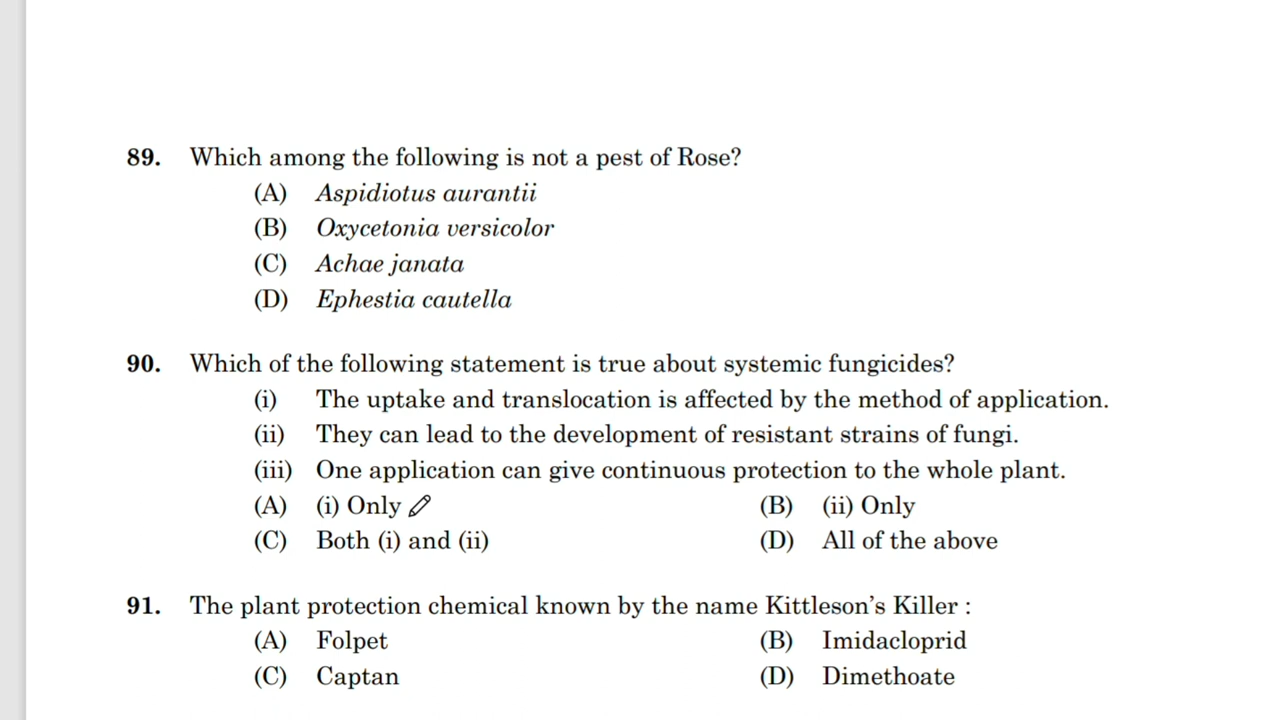 89. Which among the following is not a pest of Rose?
(A) Aspidiotus aurantii
(B) Oxycetonia versicolor
(C) Achae janata
(D) Ephestia cautella
90. Which of the following statement is true about systemic fungicides?
(i) The uptake and translocation is affected by the method of application.
(ii) They can lead to the development of resistant strains of fungi.
(iii) One application can give continuous protection to the whole plant.
(A) (i) Only (B) (ii) Only
(C) Both (i) and (ii) (D) All of the above
91. The plant protection chemical known by the name Kittleson’s Killer :
(A) Folpet (B) Imidacloprid
(C) Captan (D) Dimethoate